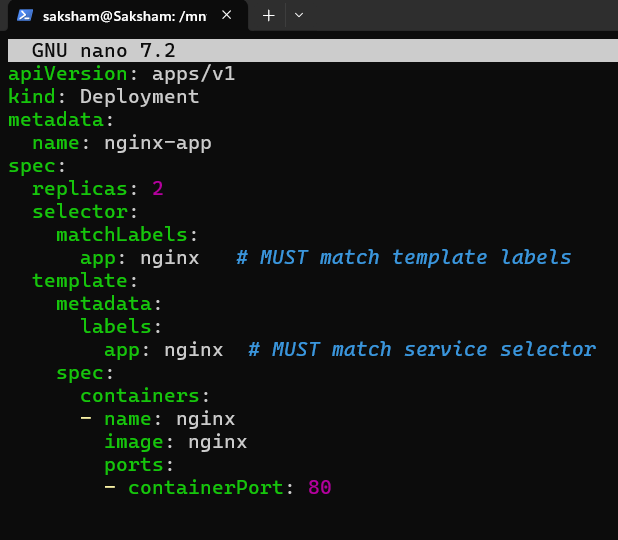 saksham@Saksham: /mn
GNU nano 7.2
apiVersion: apps/v1
kind: Deployment
metadata:
  name: nginx-app
spec:
  replicas: 2
  selector:
    matchLabels:
      app: nginx   # MUST match template labels
  template:
    metadata:
      labels:
        app: nginx  # MUST match service selector
    spec:
      containers:
      - name: nginx
        image: nginx
        ports:
        - containerPort: 80